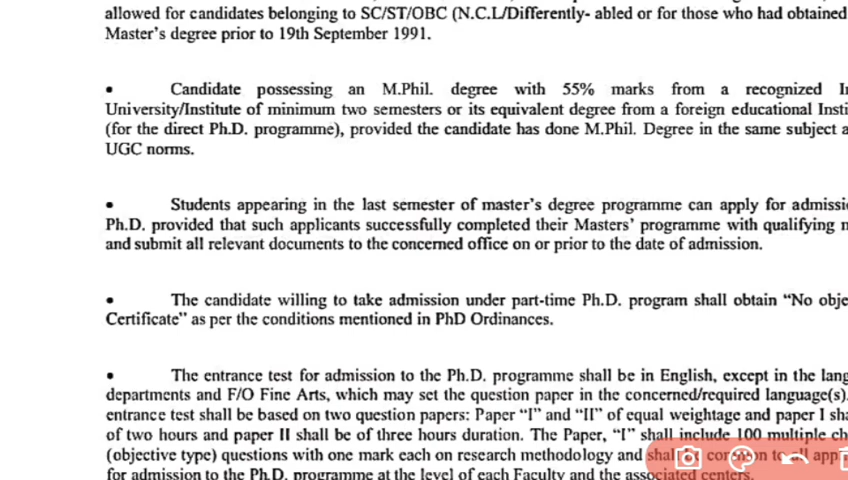 allowed for candidates belonging to SC/ST/OBC (N.C.L/Differently- abled or for those who had obtained
Master's degree prior to 19th September 1991.
• Candidate possessing an M.Phil. degree with 55% marks from a recognized
University/Institute of minimum two semesters or its equivalent degree from a foreign educational
(for the direct Ph.D. programme), provided the candidate has done M.Phil. Degree in the same subject
UGC norms.
• Students appearing in the last semester of master's degree programme can apply for
Ph.D. provided that such applicants successfully completed their Masters' programme with qualifying
and submit all relevant documents to the concerned office on or prior to the date of admission.
• The candidate willing to take admission under part-time Ph.D. program shall obtain “No
Certificate” as per the conditions mentioned in PhD Ordinances.
• The entrance test for admission to the Ph.D. programme shall be in English, except in the
departments and F/O Fine Arts, which may set the question paper in the concerned/required language(s).
entrance test shall be based on two question papers: Paper “I” and “II” of equal weightage and paper I
of two hours and paper II shall be of three hours duration. The Paper, “I” shall include 100 multiple
(objective type) questions with one mark each on research methodology and shall be common to all
for admission to the Ph.D. programme at the level of each Faculty and the associated centers.